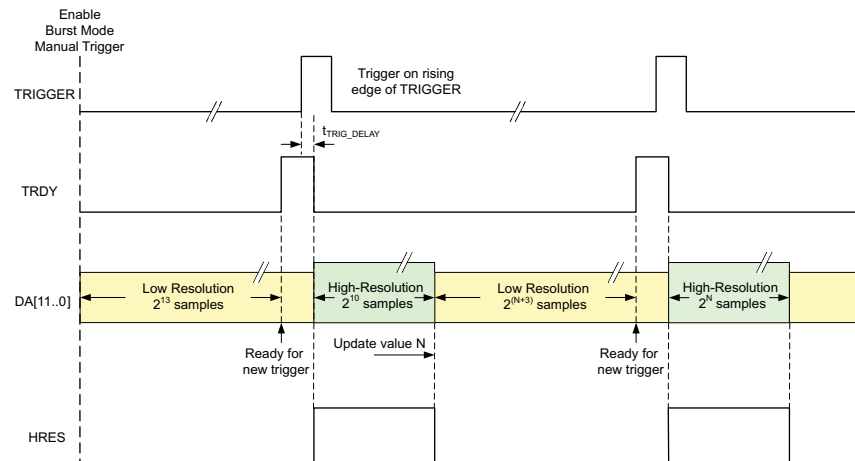 Enable
Burst Mode
Manual Trigger
TRIGGER
Trigger on rising
edge of TRIGGER
tTRIG_DELAY
TRDY
DA[11..0]
Low Resolution
2^13 samples
High-Resolution
2^10 samples
Low Resolution
2^(N+3) samples
High-Resolution
2^N samples
Ready for
new trigger
Update value N
Ready for
new trigger
HRES